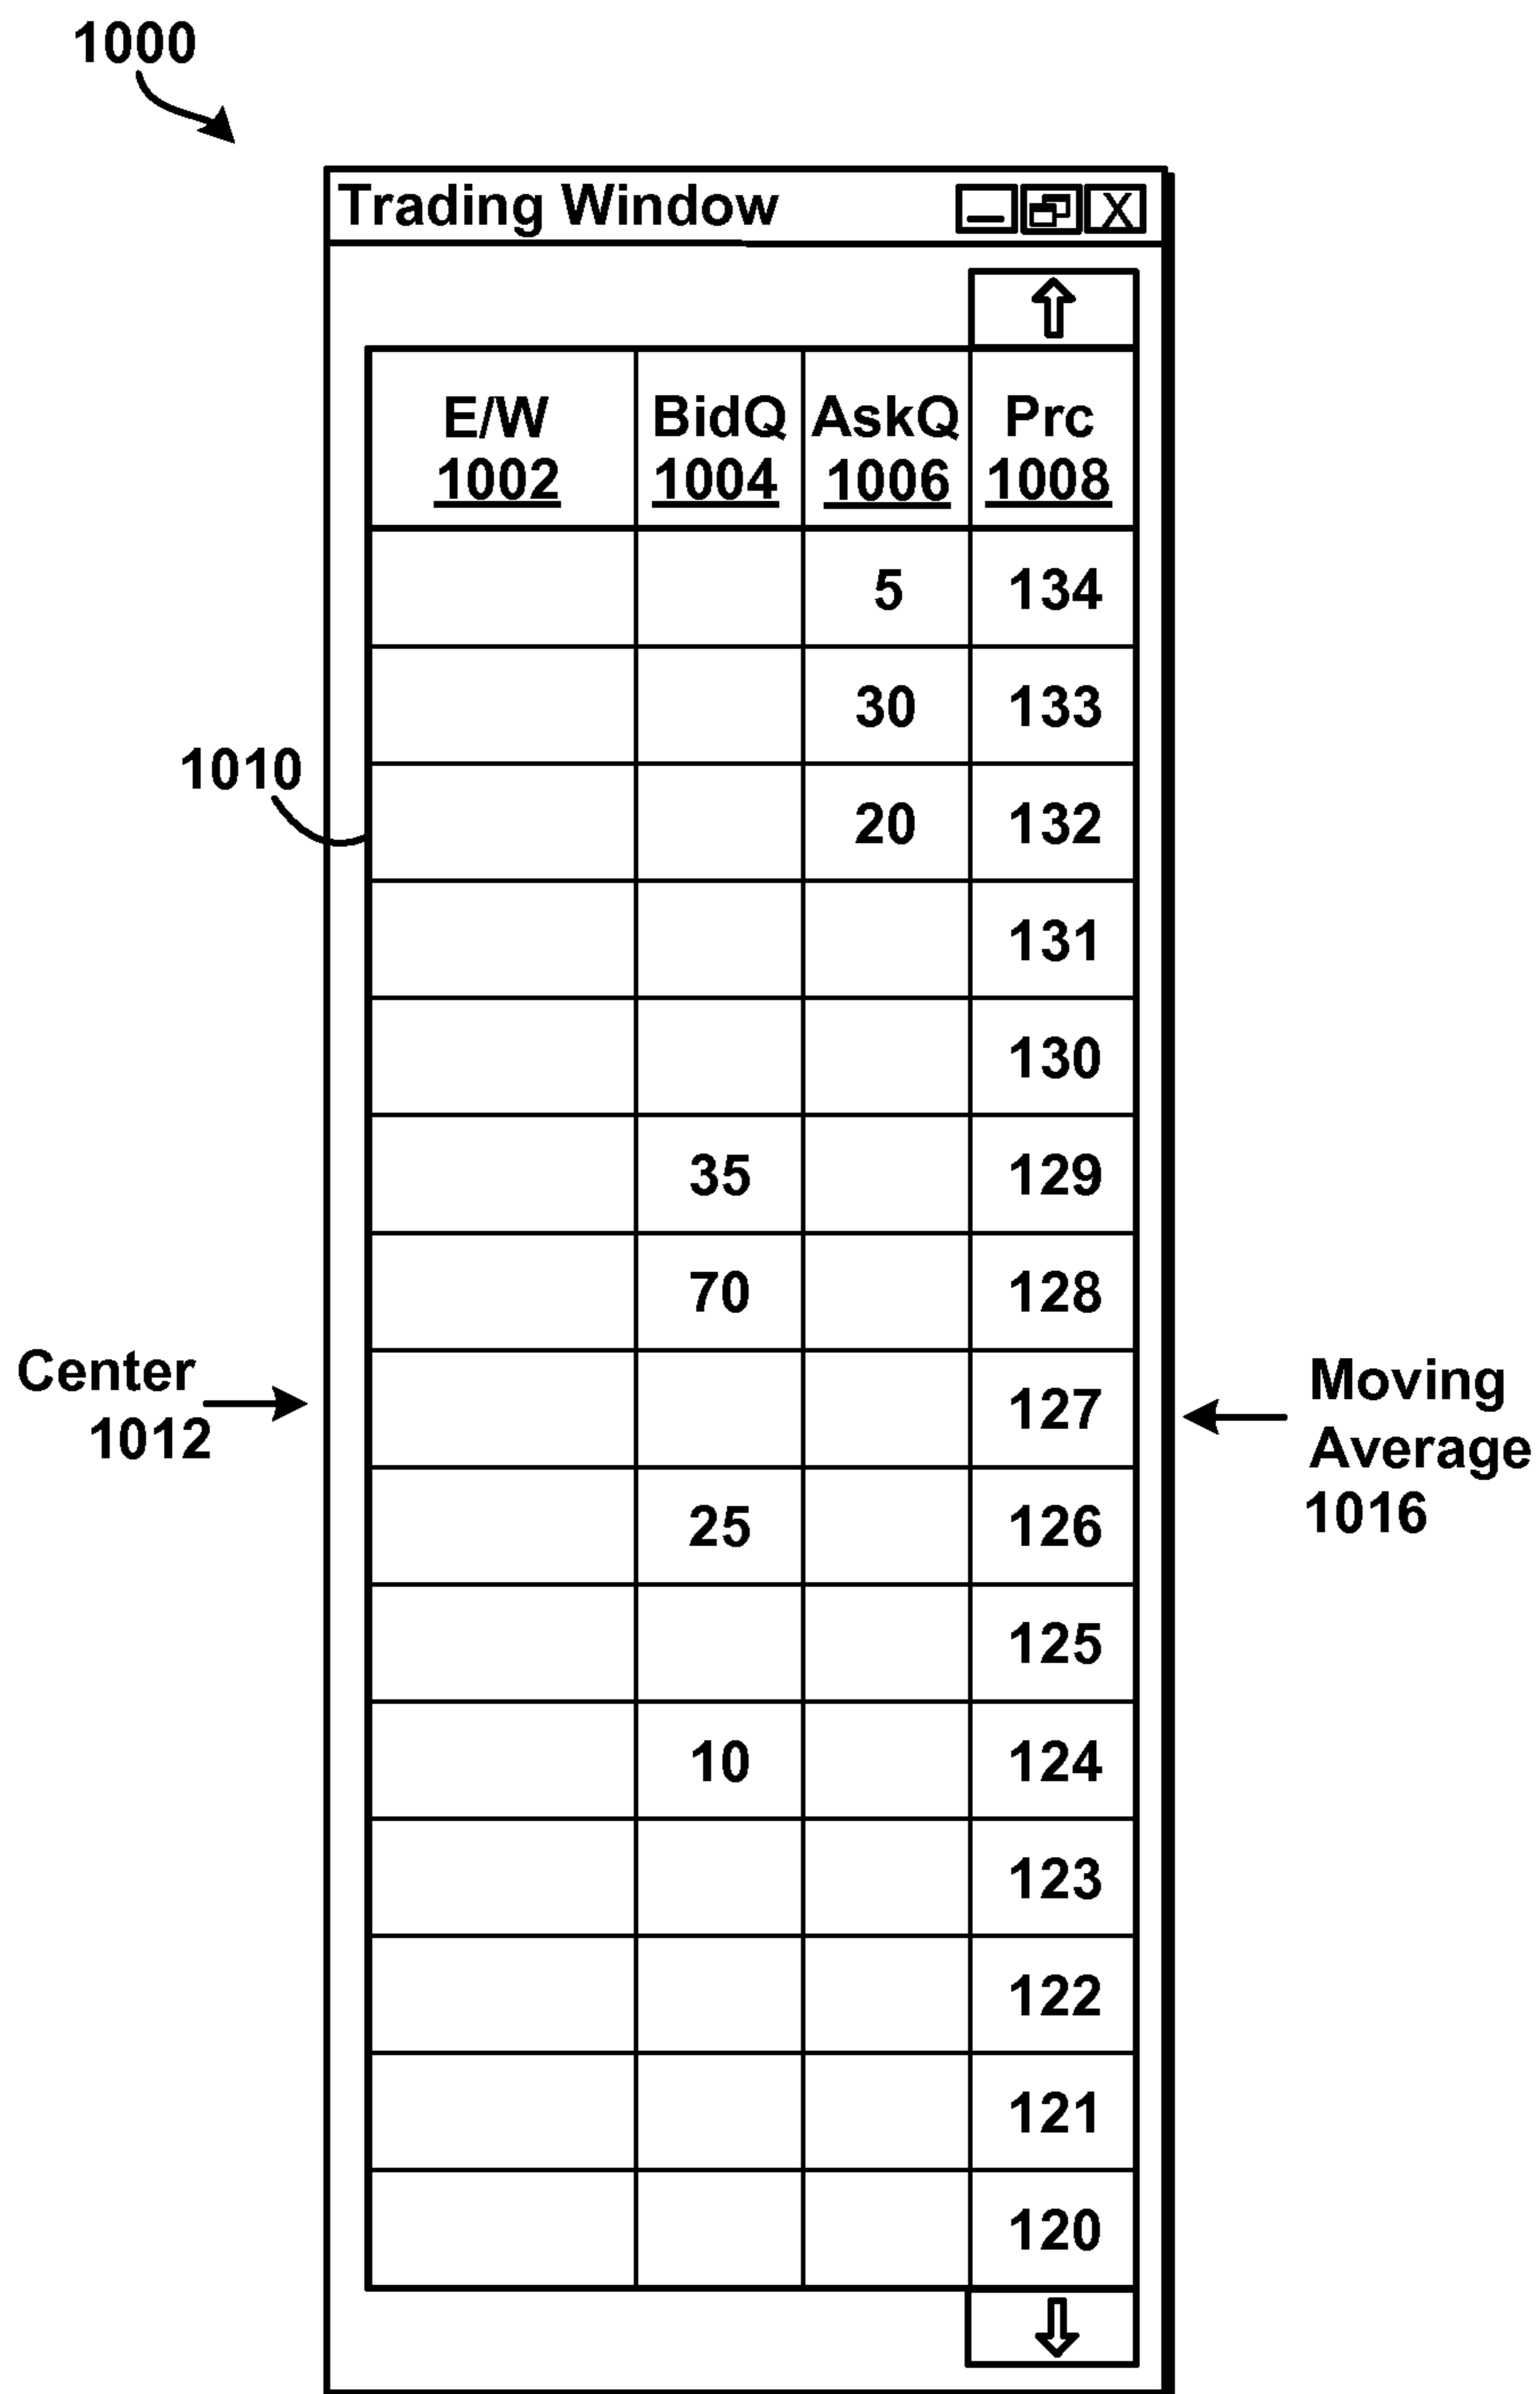 1000
Trading Window
X
E/W BidQ AskQ Prc
1002 1004 1006 1008
5 134
30 133
1010
20 132
131
130
35 129
70 128
Center
1012
127
Moving
Average
1016
25 126
125
10 124
123
122
121
120